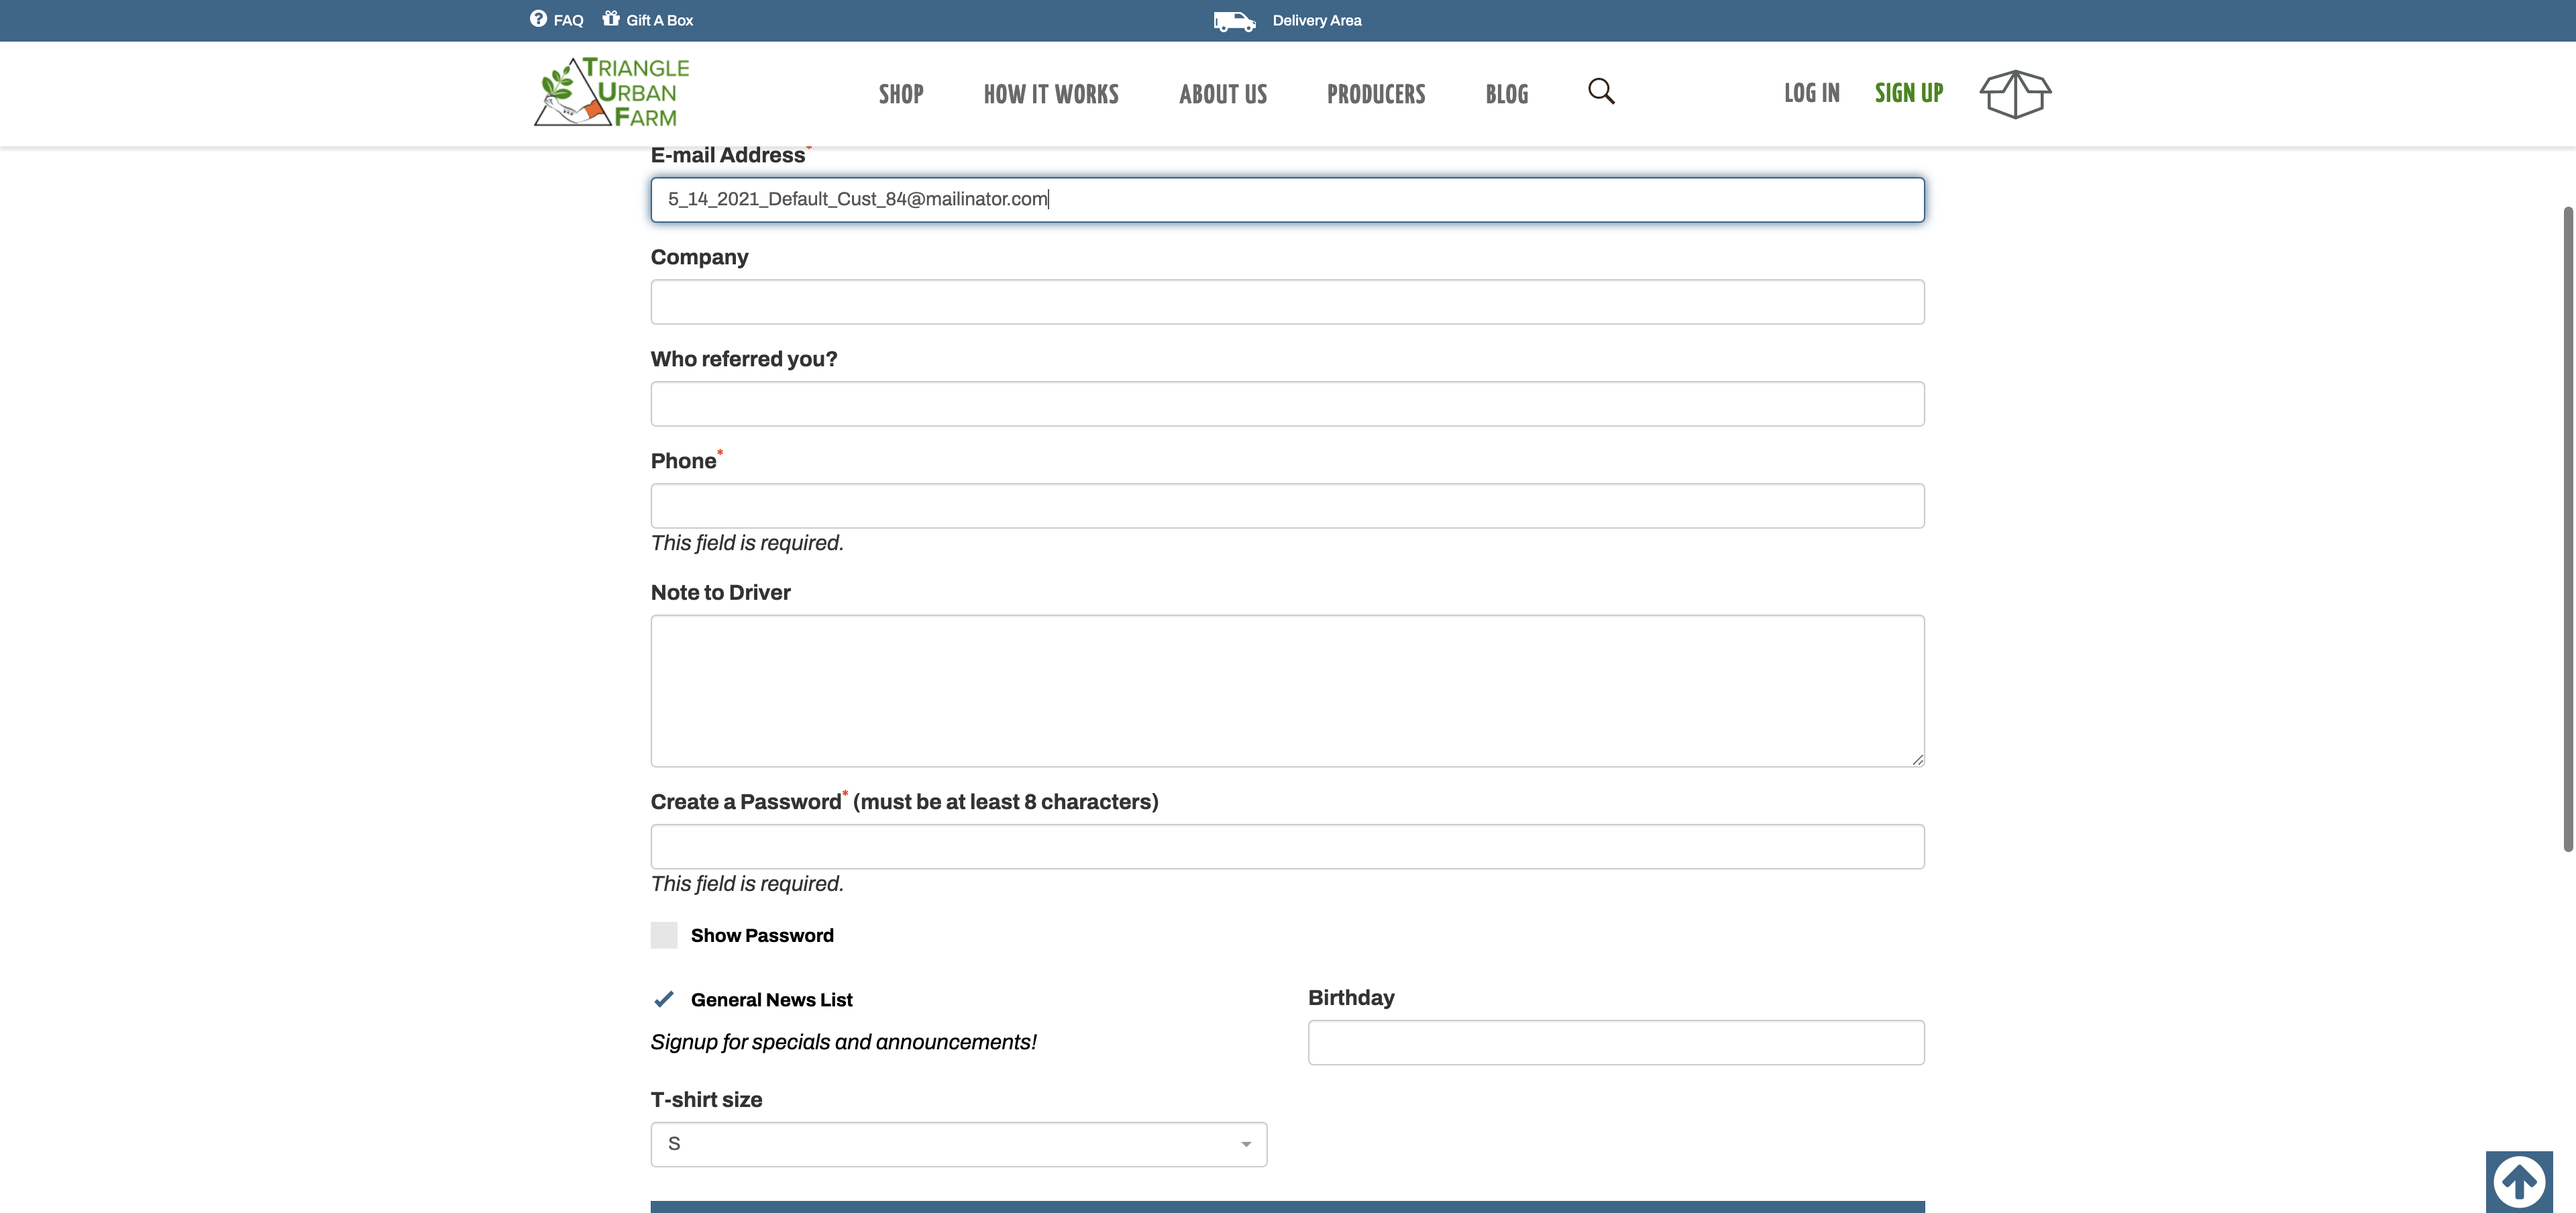 FAQ Gift A Box Delivery Area
TRIANGLE
URBAN
FARM
SHOP HOW IT WORKS ABOUT US PRODUCERS BLOG LOG IN SIGN UP
E-mail Address*
5_14_2021_Default_Cust_84@mailinator.com
Company
Who referred you?
Phone*
This field is required.
Note to Driver
Create a Password* (must be at least 8 characters)
This field is required.
Show Password
General News List
Birthday
Signup for specials and announcements!
T-shirt size
S